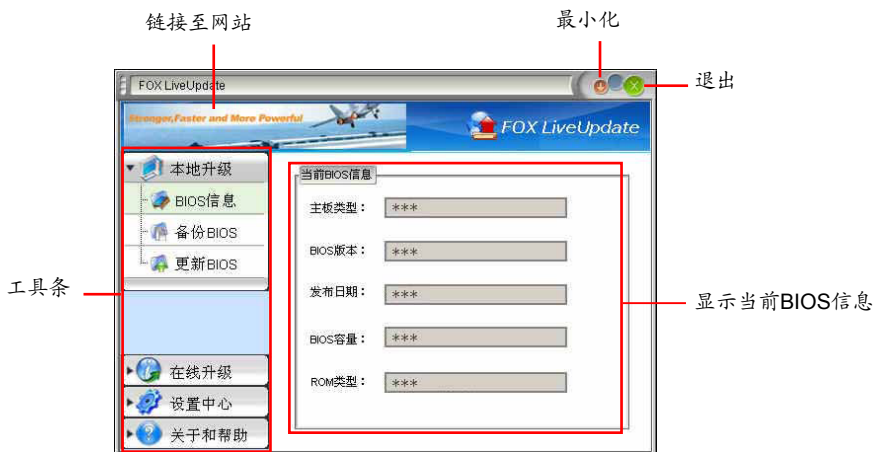 链接至网站
最小化
FOX LiveUpdate
退出
Stronger,Faster and More Powerful
FOX LiveUpdate
本地升级
BIOS信息
备份BIOS
更新BIOS
当前BIOS信息
主板类型： ***
BIOS版本： ***
发布日期： ***
BIOS容量： ***
ROM类型： ***
工具条
显示当前BIOS信息
在线升级
设置中心
关于和帮助